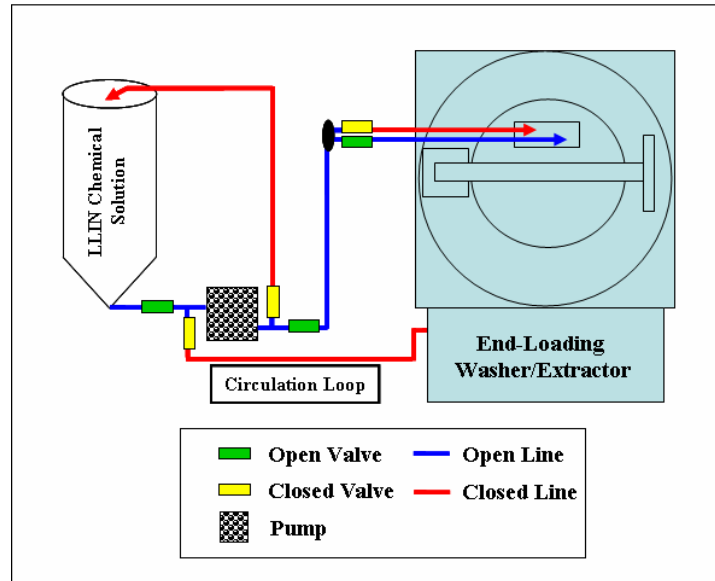 LLIN Chemical
Solution
End-Loading
Washer/Extractor
Circulation Loop
Open Valve
Open Line
Closed Valve
Closed Line
Pump